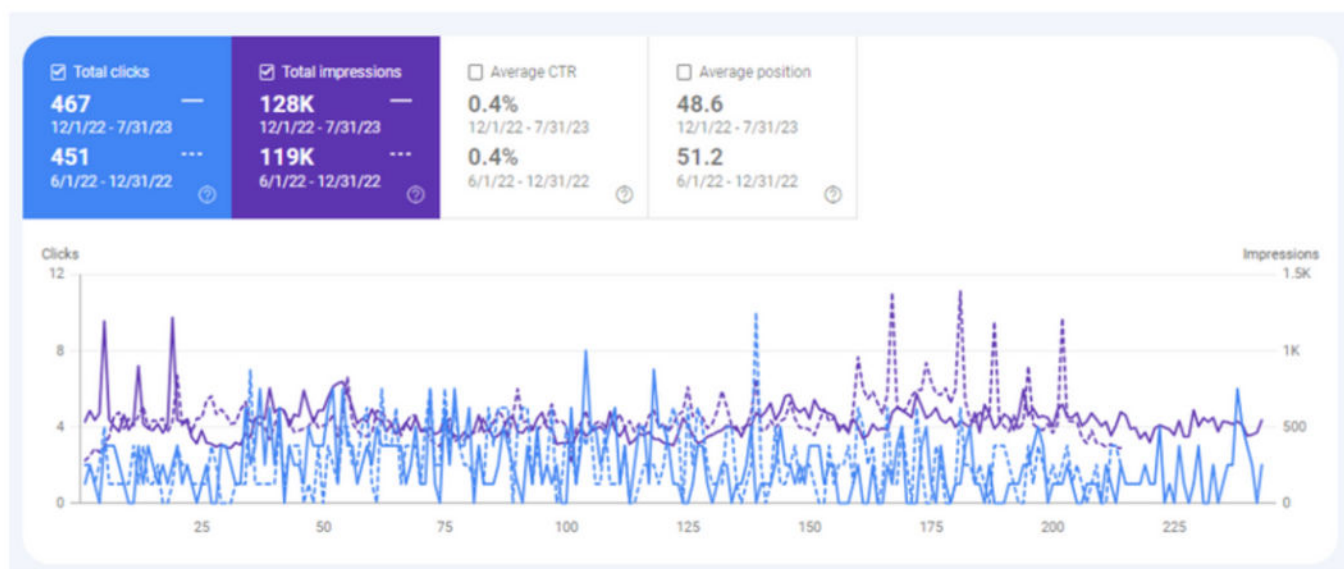 Total clicks
467
12/1/22 - 7/31/23
451
6/1/22 - 12/31/22
Total impressions
128K
12/1/22 - 7/31/23
119K
6/1/22 - 12/31/22
Average CTR
0.4%
12/1/22 - 7/31/23
0.4%
6/1/22 - 12/31/22
Average position
48.6
12/1/22 - 7/31/23
51.2
6/1/22 - 12/31/22
Clicks
Impressions
12
8
4
0
1.5K
1K
500
0
25 50 75 100 125 150 175 200 225